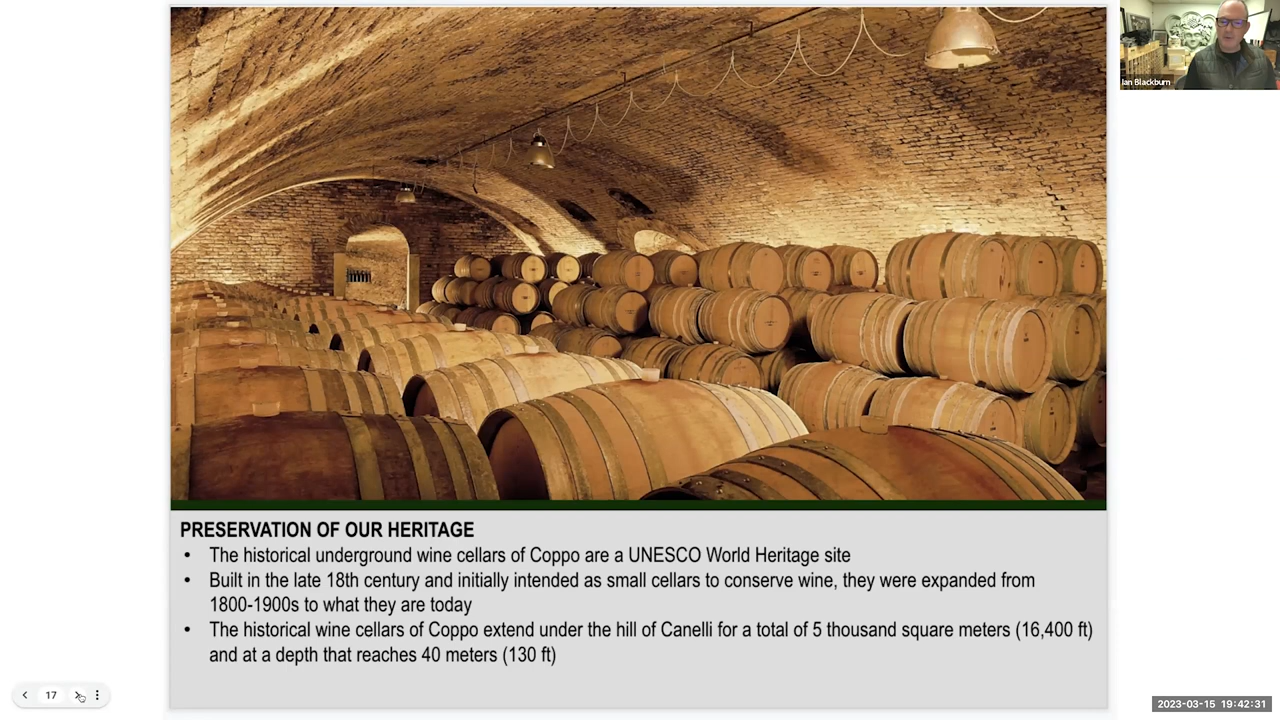 Ian Blackburn
PRESERVATION OF OUR HERITAGE
• The historical underground wine cellars of Coppo are a UNESCO World Heritage site
• Built in the late 18th century and initially intended as small cellars to conserve wine, they were expanded from
1800-1900s to what they are today
• The historical wine cellars of Coppo extend under the hill of Canelli for a total of 5 thousand square meters (16,400 ft)
and at a depth that reaches 40 meters (130 ft)
17
2023-03-15 19:42:31